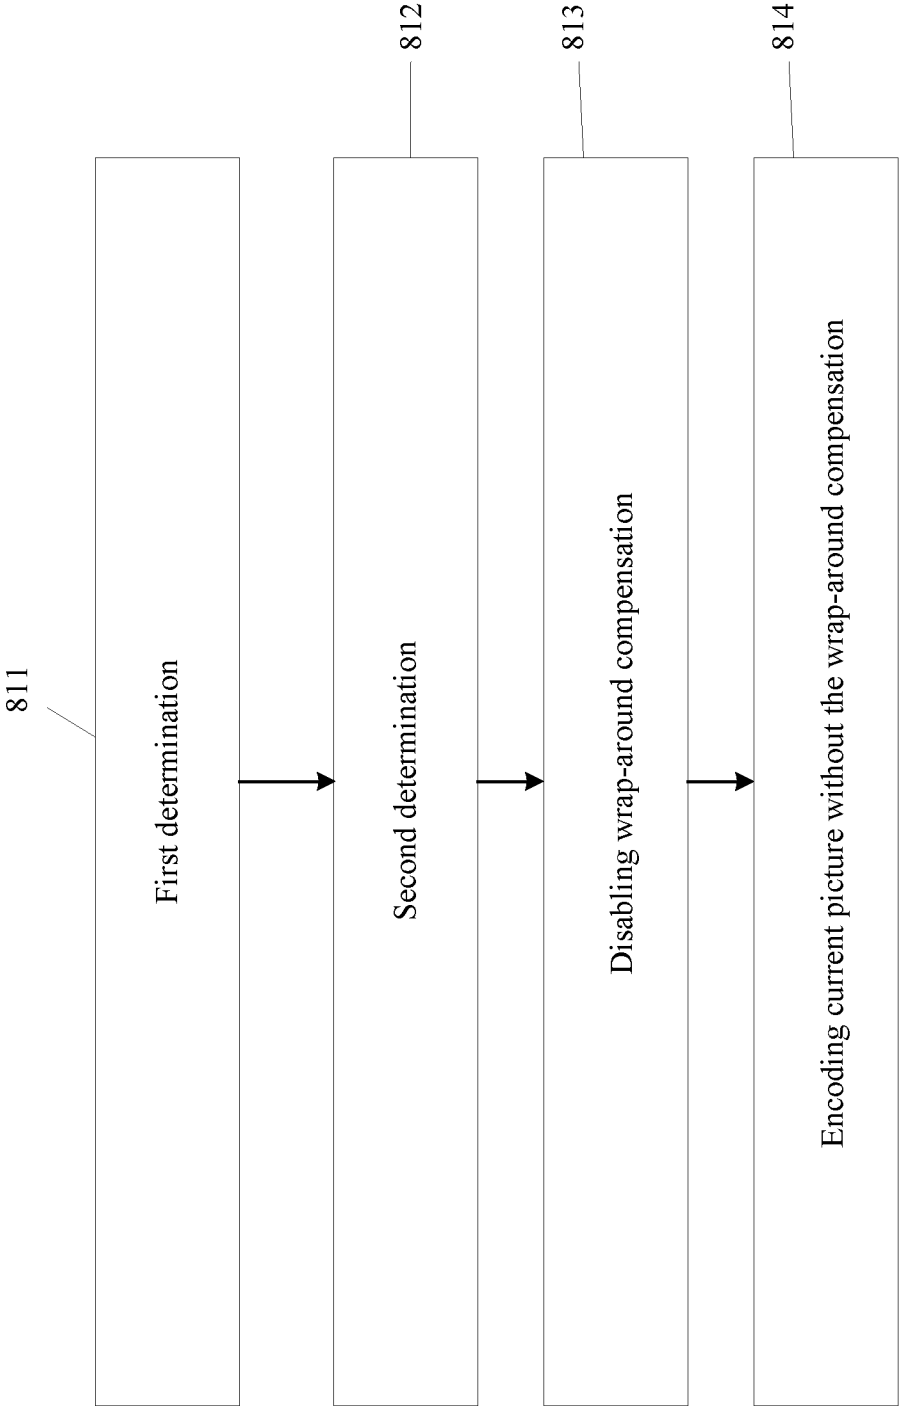 811
First determination
812
Second determination
813
Disabling wrap-around compensation
814
Encoding current picture without the wrap-around compensation